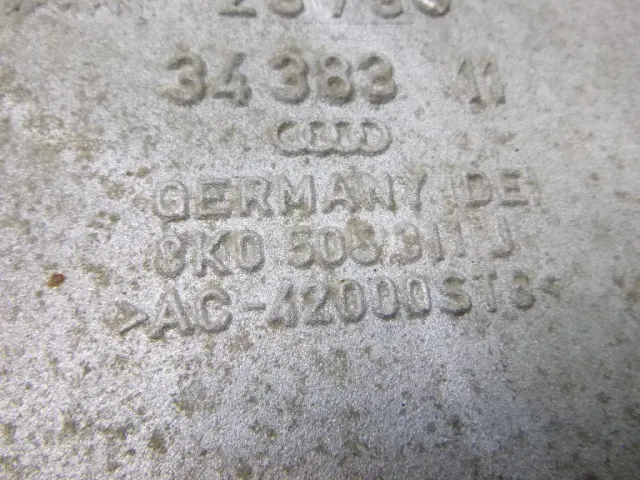 34 383 11
GERMANY (DE)
8K0 505 311 J
>AC-42000ST6<